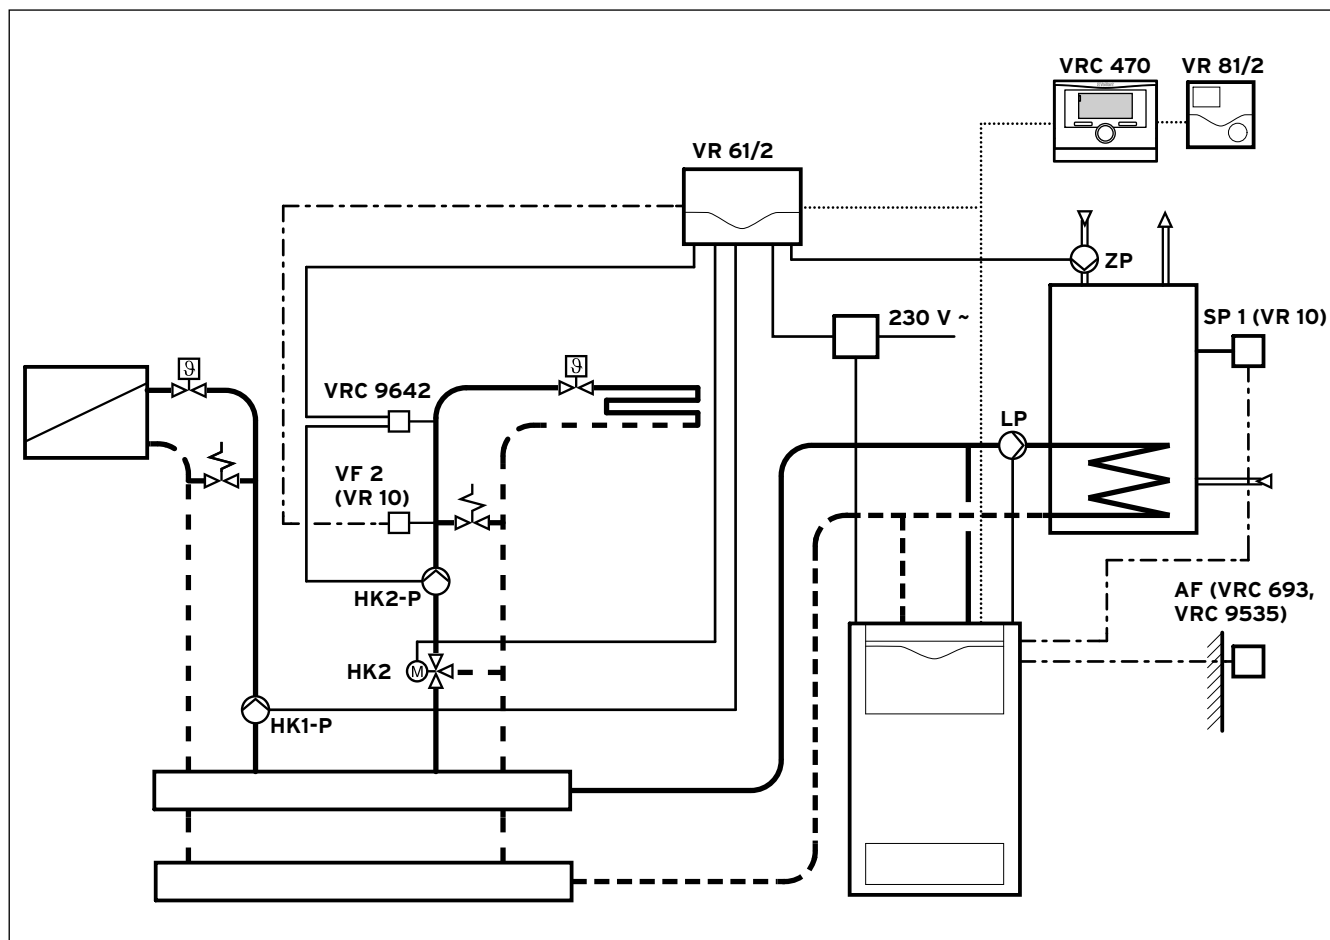 VRC 470
VR 81/2
VR 61/2
ZP
230 V ~
SP 1 (VR 10)
ϑ
ϑ
VRC 9642
LP
VF 2
(VR 10)
HK2-P
AF (VRC 693,
VRC 9535)
HK2
M
HK1-P